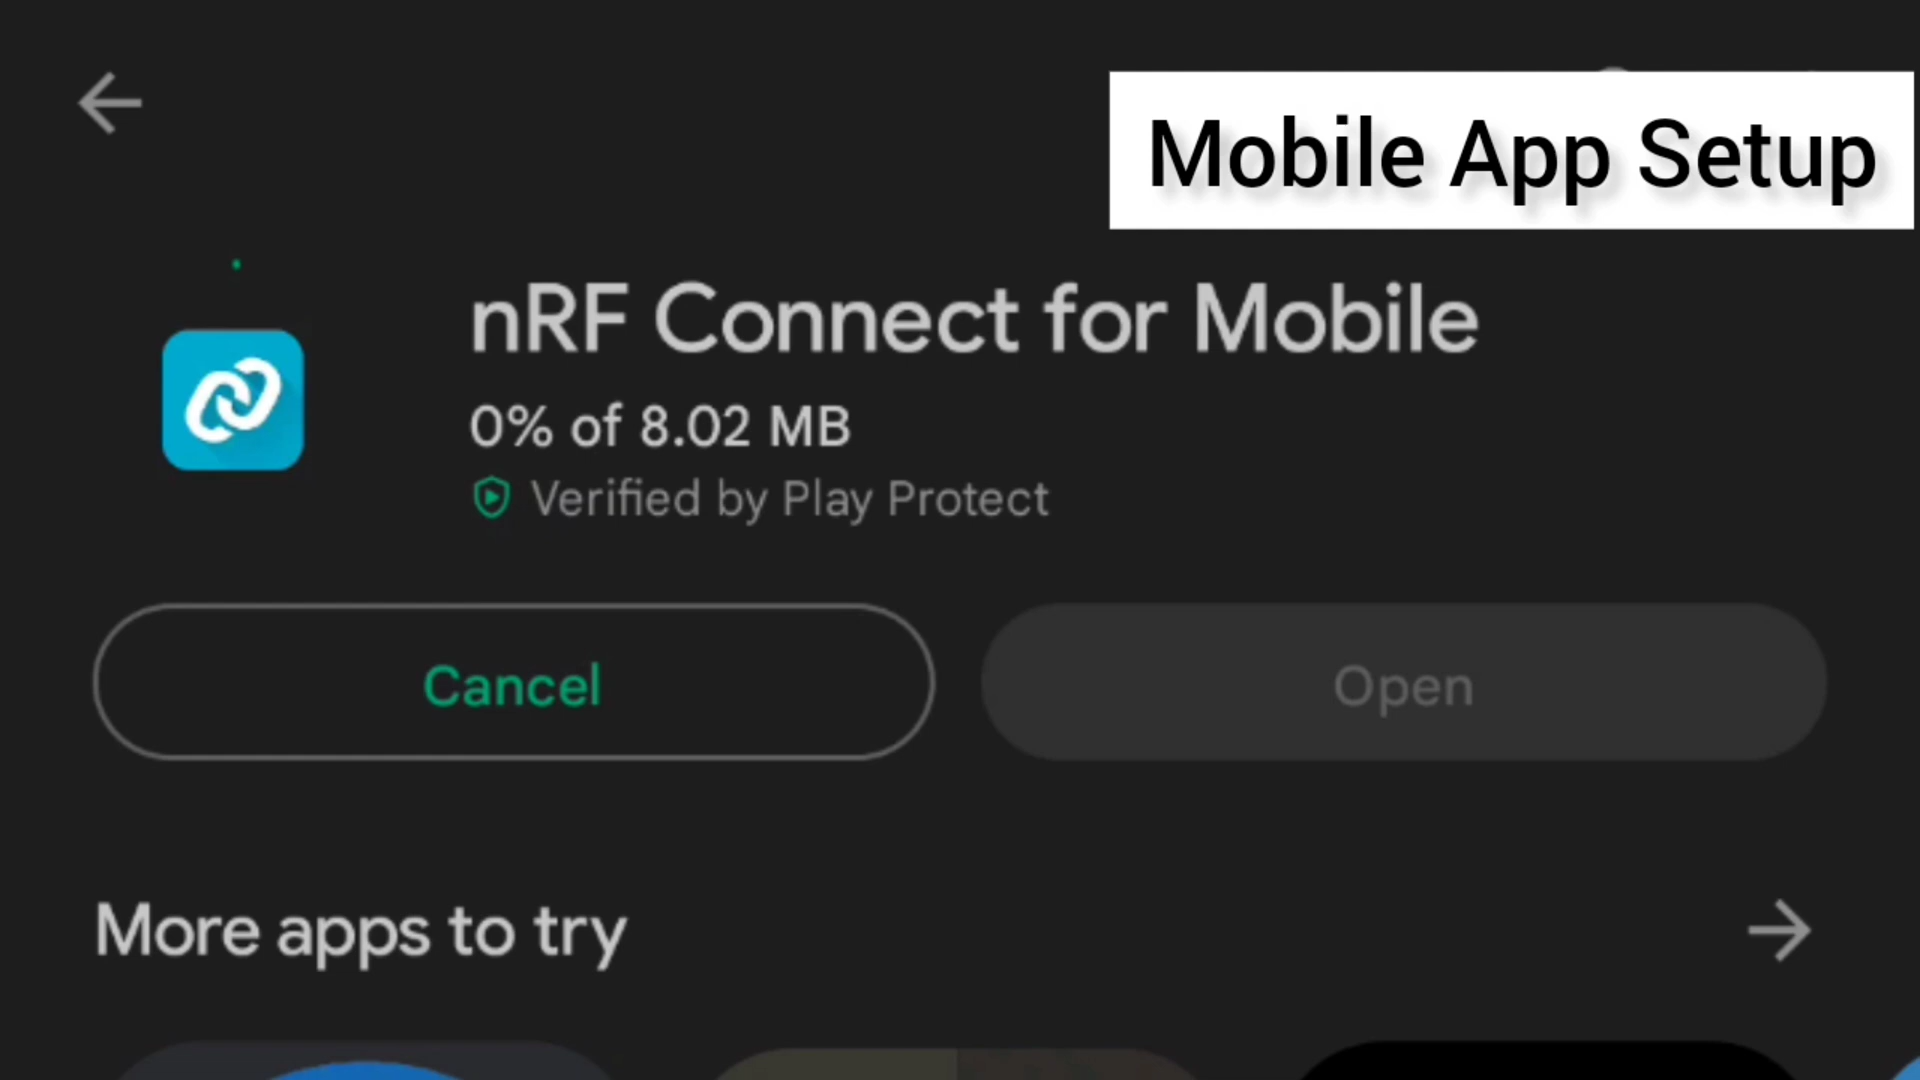 Mobile App Setup
nRF Connect for Mobile
0% of 8.02 MB
Verified by Play Protect
Cancel
Open
More apps to try